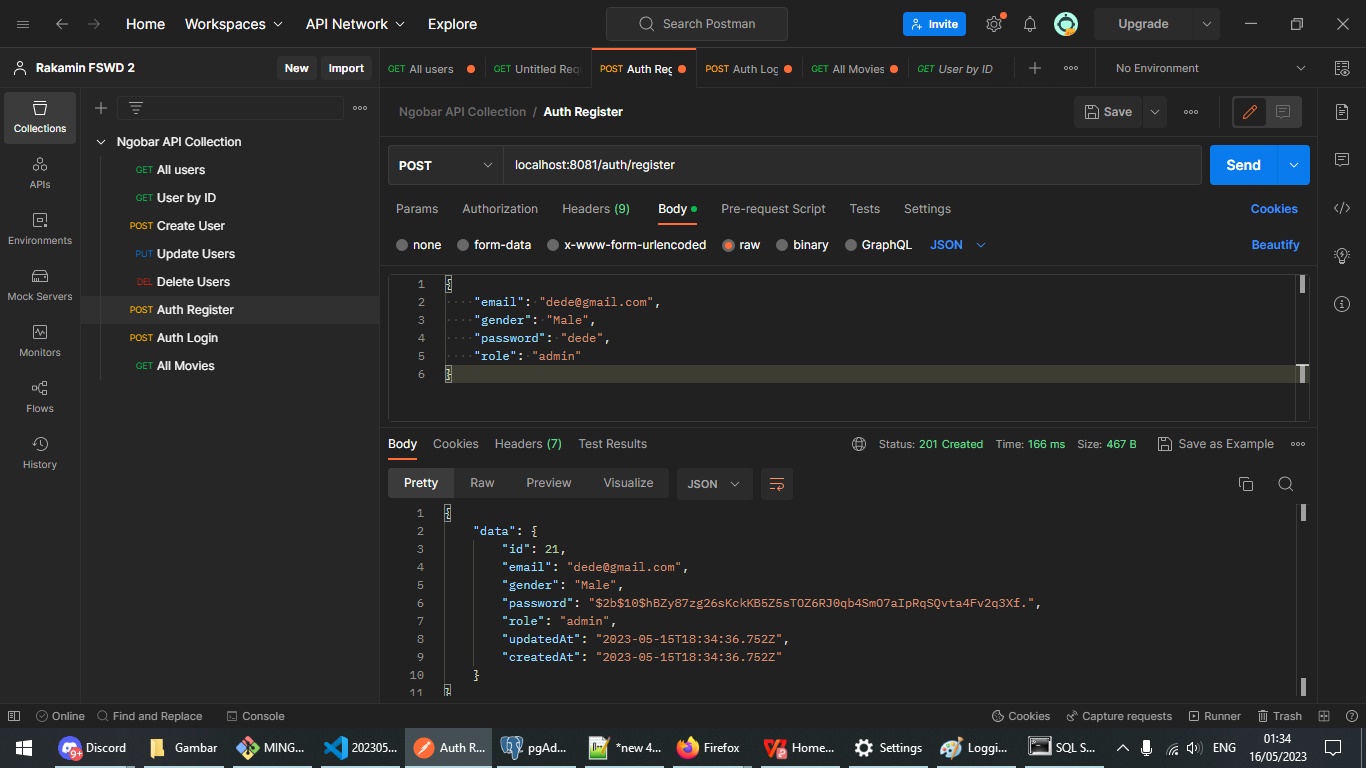 Home Workspaces API Network Explore Search Postman Invite Upgrade
Rakamin FSWD 2 New Import GET All users GET Untitled Req POST Auth Reg POST Auth Log GET All Movies GET User by ID No Environment
Collections
APIs
Environments
Mock Servers
Monitors
Flows
History
Ngobar API Collection
GET All users
GET User by ID
POST Create User
PUT Update Users
DEL Delete Users
POST Auth Register
POST Auth Login
GET All Movies
Ngobar API Collection / Auth Register Save
POST localhost:8081/auth/register Send
Params Authorization Headers (9) Body Pre-request Script Tests Settings Cookies
none form-data x-www-form-urlencoded raw binary GraphQL JSON Beautify
1 {
2 "email": "dede@gmail.com",
3 "gender": "Male",
4 "password": "dede",
5 "role": "admin"
6 }
Body Cookies Headers (7) Test Results Status: 201 Created Time: 166 ms Size: 467 B Save as Example
Pretty Raw Preview Visualize JSON
1 {
2 "data": {
3 "id": 21,
4 "email": "dede@gmail.com",
5 "gender": "Male",
6 "password": "$2b$10$hBZy87zg26sKckKB5Z5sTOZ6RJ0qb4SmO7aIpRqSQvta4Fv2q3Xf.",
7 "role": "admin",
8 "updatedAt": "2023-05-15T18:34:36.752Z",
9 "createdAt": "2023-05-15T18:34:36.752Z"
10 }
11 }
Online Find and Replace Console Cookies Capture requests Runner Trash
9+ Discord Gambar MING... 202305... Auth R... pgAd... *new 4... Firefox Home... Settings Loggi... SQL S... ENG 01:34
16/05/2023